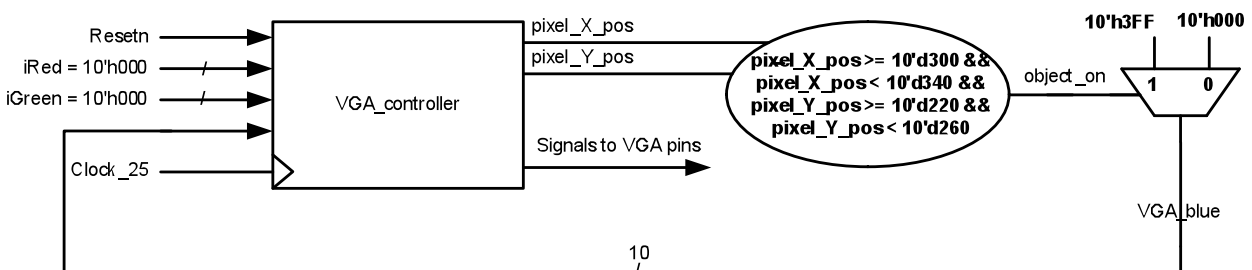 Resetn
iRed = 10'h000
iGreen = 10'h000
Clock_25
VGA_controller
pixel_X_pos
pixel_Y_pos
Signals to VGA pins
pixel_X_pos >= 10'd300 &&
pixel_X_pos < 10'd340 &&
pixel_Y_pos >= 10'd220 &&
pixel_Y_pos < 10'd260
object_on
10'h3FF 10'h000
1 0
VGA_blue
10